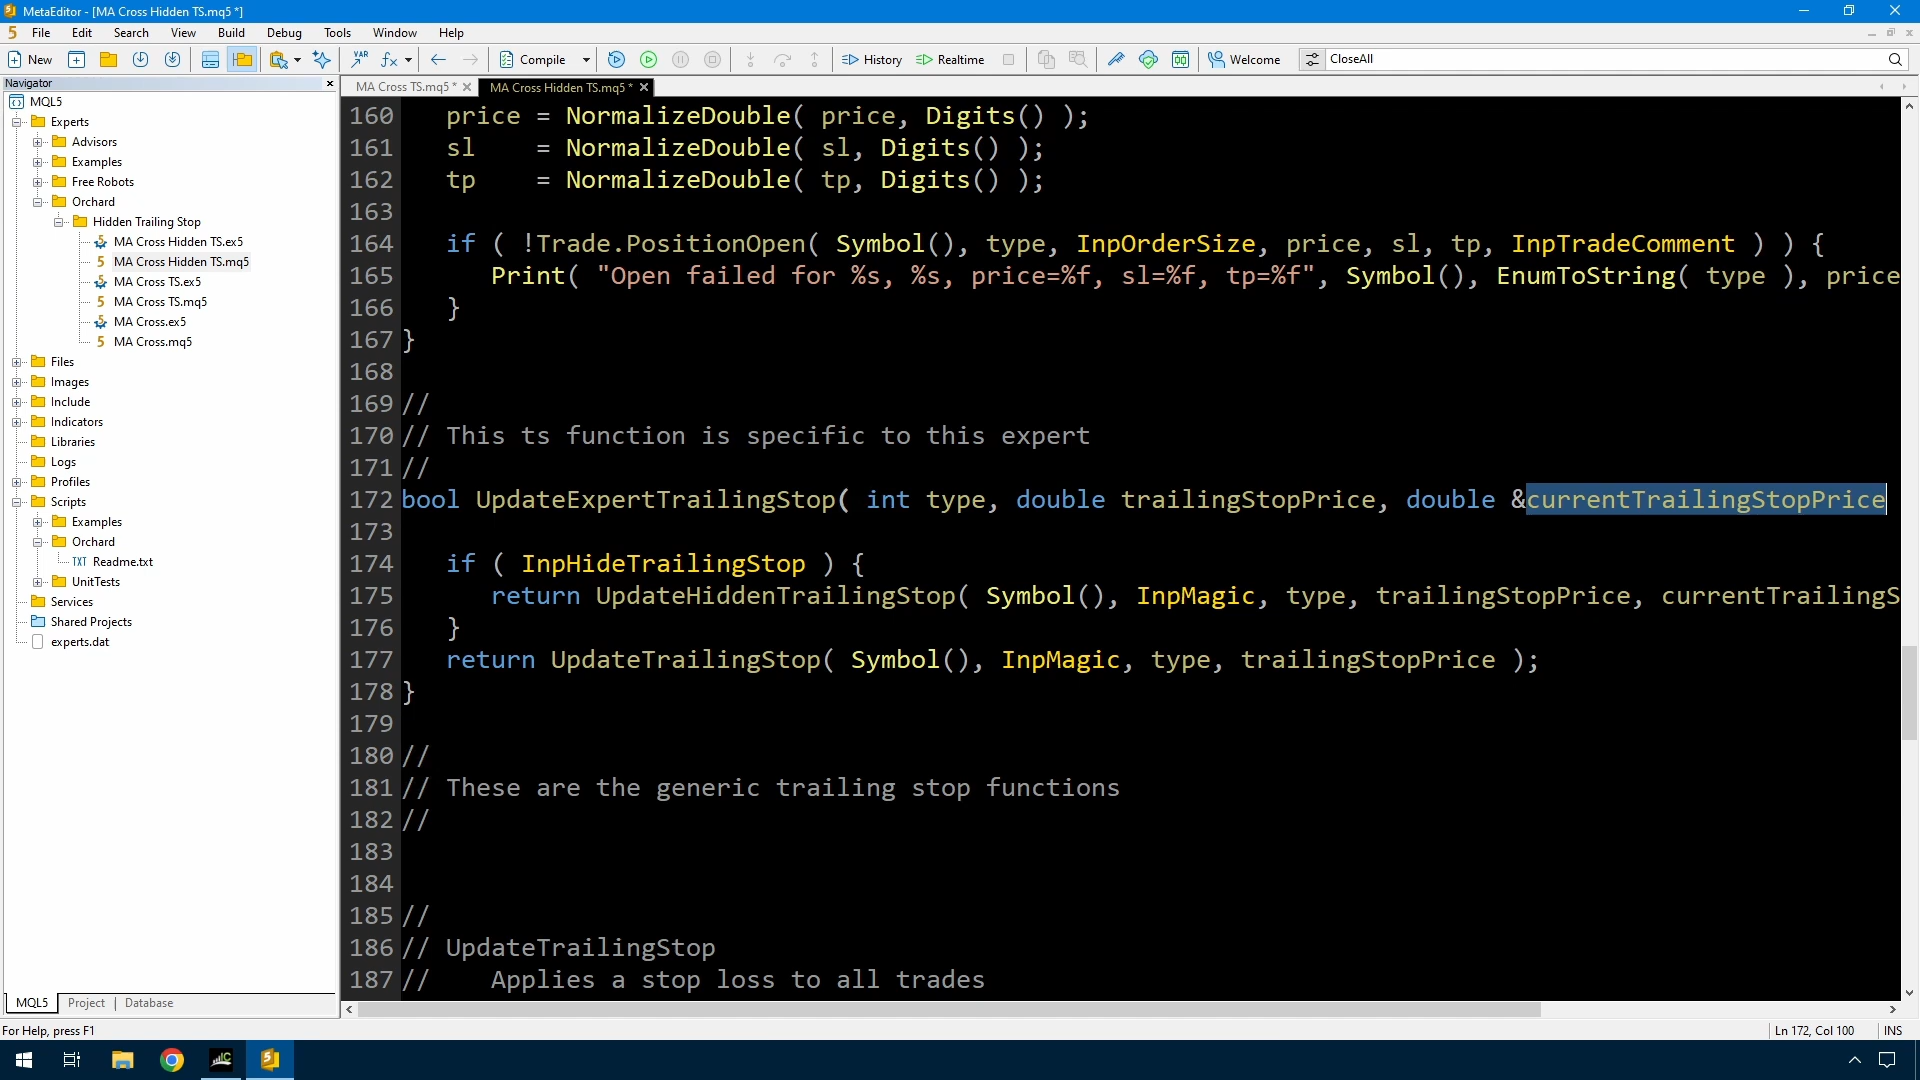 MetaEditor - [MA Cross Hidden TS.mq5 *]
File Edit Search View Build Debug Tools Window Help
New VAR Compile History Realtime Welcome CloseAll
Navigator
MA Cross TS.mq5 * MA Cross Hidden TS.mq5 *
MQL5
Experts
Advisors
Examples
Free Robots
Orchard
Hidden Trailing Stop
MA Cross Hidden TS.ex5
MA Cross Hidden TS.mq5
MA Cross TS.ex5
MA Cross TS.mq5
MA Cross.ex5
MA Cross.mq5
Files
Images
Include
Indicators
Libraries
Logs
Profiles
Scripts
Examples
Orchard
TXT Readme.txt
UnitTests
Services
Shared Projects
experts.dat
160 price = NormalizeDouble( price, Digits() );
161 sl = NormalizeDouble( sl, Digits() );
162 tp = NormalizeDouble( tp, Digits() );
163
164 if ( !Trade.PositionOpen( Symbol(), type, InpOrderSize, price, sl, tp, InpTradeComment ) ) {
165 Print( "Open failed for %s, %s, price=%f, sl=%f, tp=%f", Symbol(), EnumToString( type ), price
166 }
167 }
168
169 //
170 // This ts function is specific to this expert
171 //
172 bool UpdateExpertTrailingStop( int type, double trailingStopPrice, double &currentTrailingStopPrice
173
174 if ( InpHideTrailingStop ) {
175 return UpdateHiddenTrailingStop( Symbol(), InpMagic, type, trailingStopPrice, currentTrailingS
176 }
177 return UpdateTrailingStop( Symbol(), InpMagic, type, trailingStopPrice );
178 }
179
180 //
181 // These are the generic trailing stop functions
182 //
183
184
185 //
186 // UpdateTrailingStop
187 // Applies a stop loss to all trades
MQL5 Project | Database
For Help, press F1
Ln 172, Col 100 INS